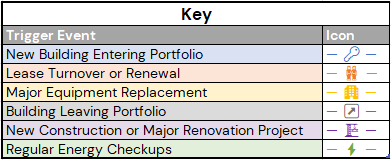 Key
Trigger Event Icon
New Building Entering Portfolio
Lease Turnover or Renewal
Major Equipment Replacement
Building Leaving Portfolio
New Construction or Major Renovation Project
Regular Energy Checkups